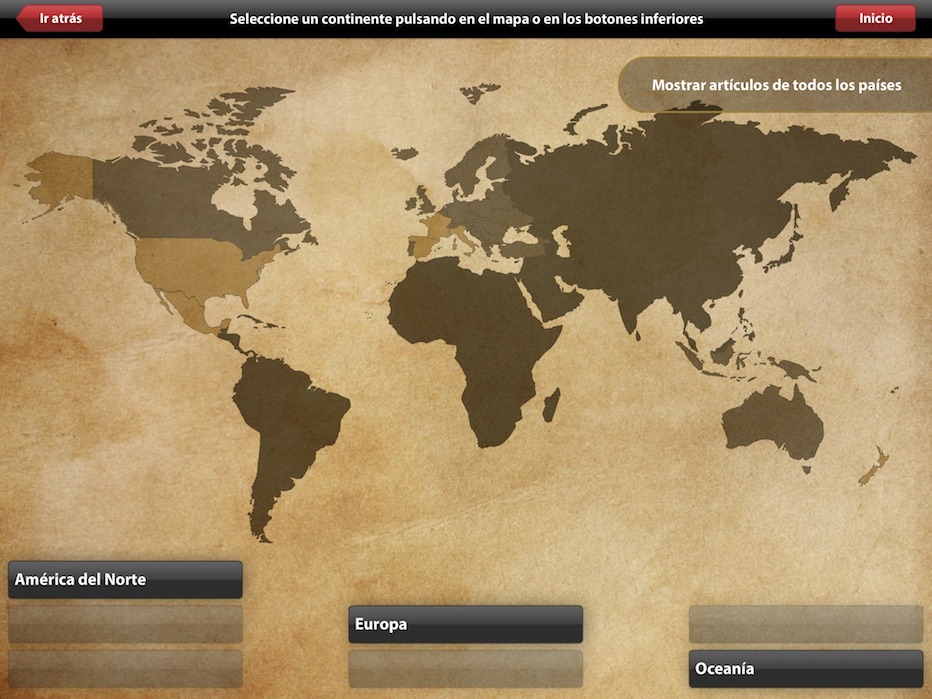 Ir atrás
Seleccione un continente pulsando en el mapa o en los botones inferiores
Inicio
Mostrar artículos de todos los países
América del Norte
Europa
Oceanía